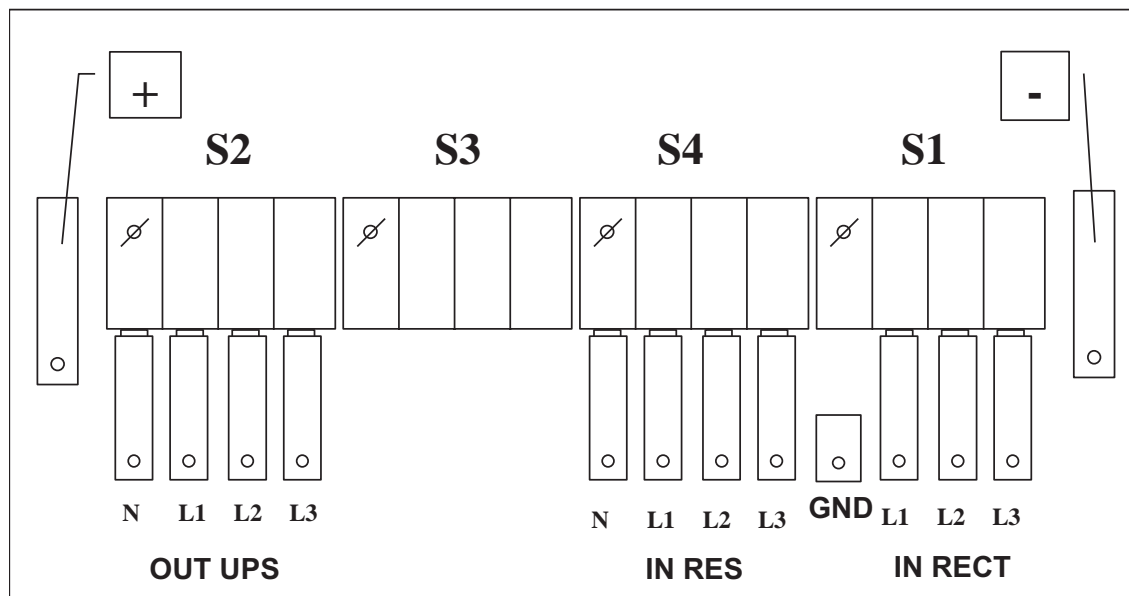 + -
S2 S3 S4 S1
N L1 L2 L3 N L1 L2 L3 GND L1 L2 L3
OUT UPS IN RES IN RECT